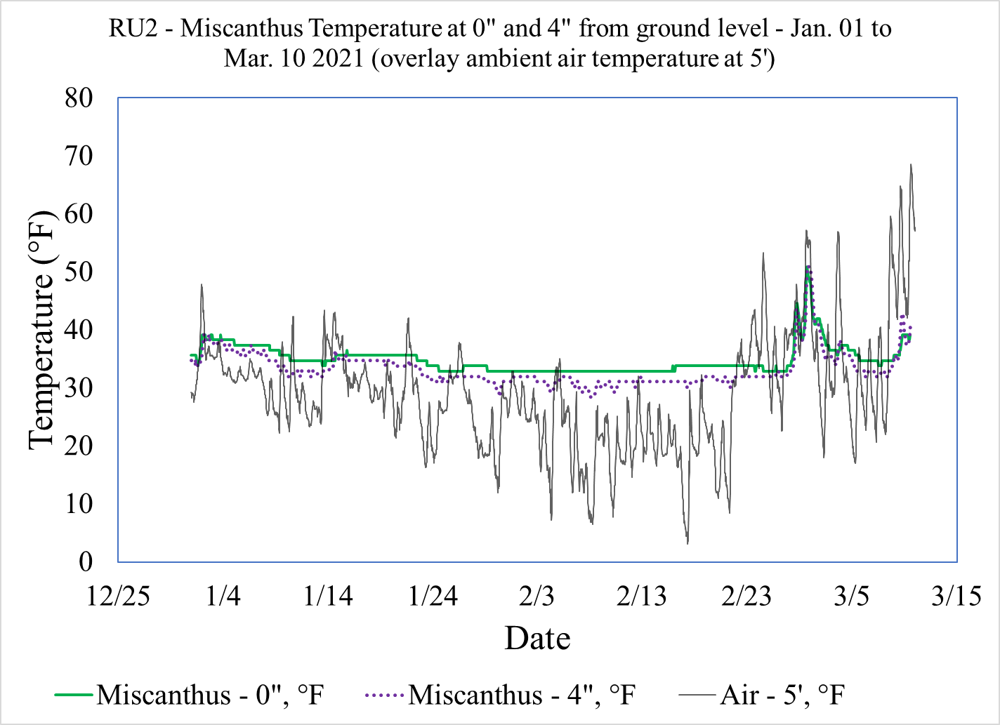 RU2 - Miscanthus Temperature at 0" and 4" from ground level - Jan. 01 to
Mar. 10 2021 (overlay ambient air temperature at 5')
80
70
60
50
40
30
20
10
0
Temperature (°F)
12/25 1/4 1/14 1/24 2/3 2/13 2/23 3/5 3/15
Date
Miscanthus - 0", °F Miscanthus - 4", °F Air - 5', °F